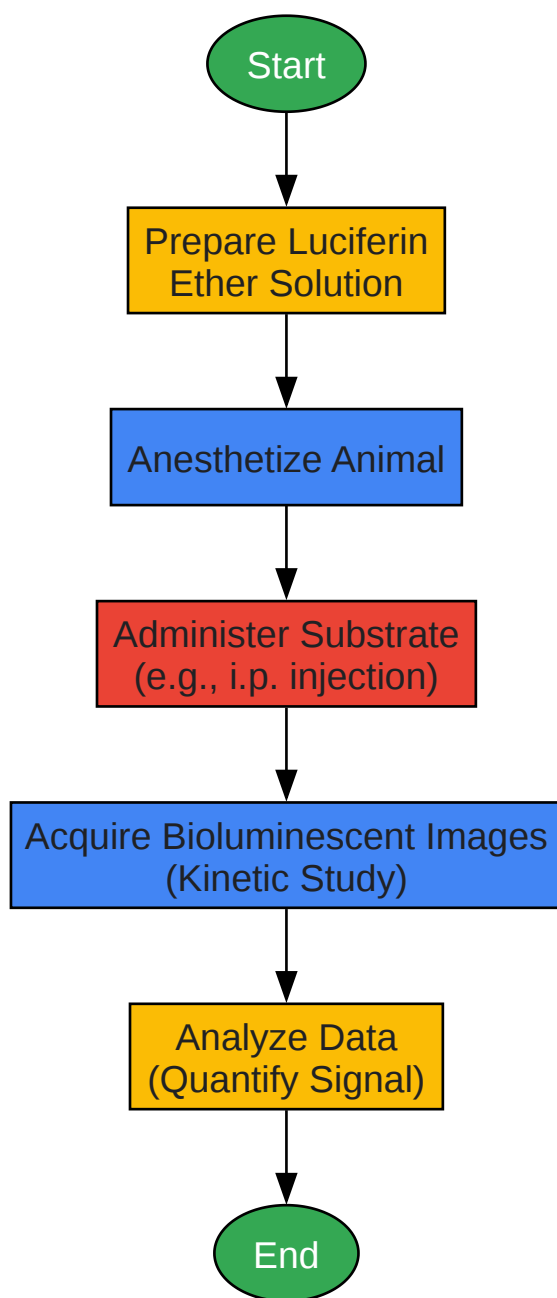 Start
Prepare Luciferin
Ether Solution
Anesthetize Animal
Administer Substrate
(e.g., i.p. injection)
Acquire Bioluminescent Images
(Kinetic Study)
Analyze Data
(Quantify Signal)
End